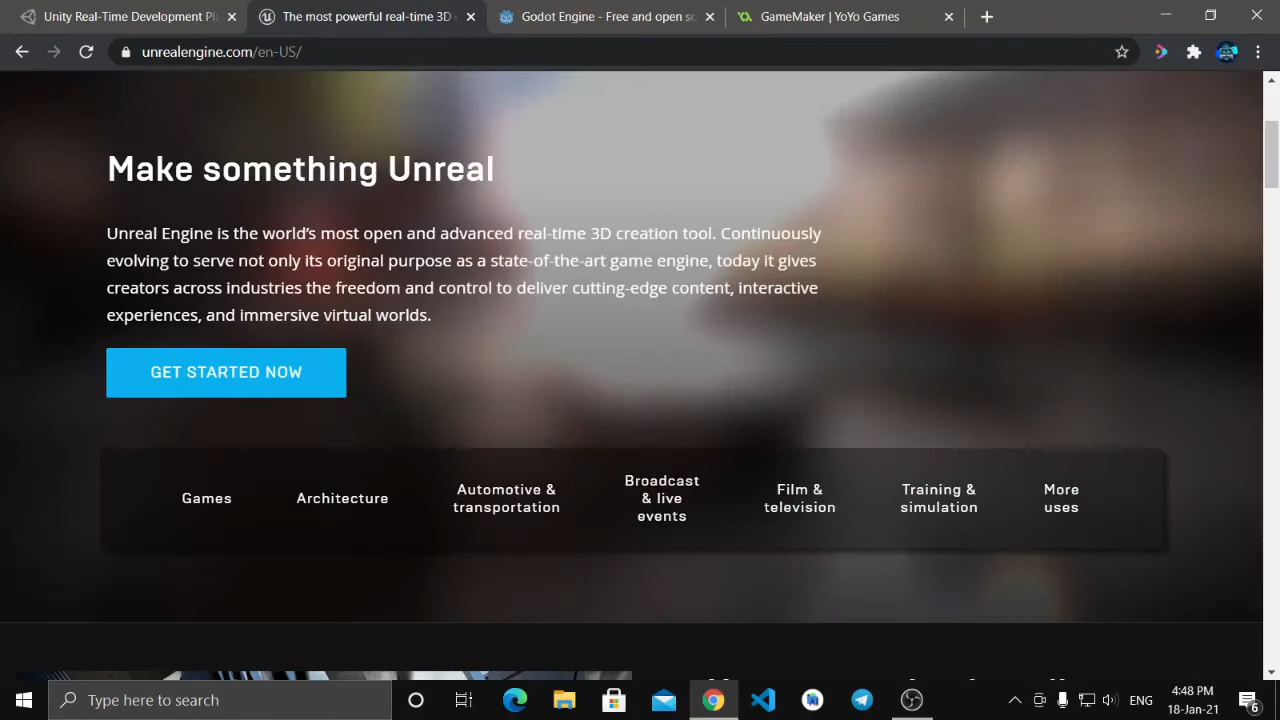 Unity Real-Time Development Pl
The most powerful real-time 3D
Godot Engine - Free and open so
GameMaker | YoYo Games
unrealengine.com/en-US/
Make something Unreal
Unreal Engine is the world’s most open and advanced real-time 3D creation tool. Continuously
evolving to serve not only its original purpose as a state-of-the-art game engine, today it gives
creators across industries the freedom and control to deliver cutting-edge content, interactive
experiences, and immersive virtual worlds.
GET STARTED NOW
Games
Architecture
Automotive &
transportation
Broadcast
& live
events
Film &
television
Training &
simulation
More
uses
Type here to search
ENG
4:48 PM
18-Jan-21
6